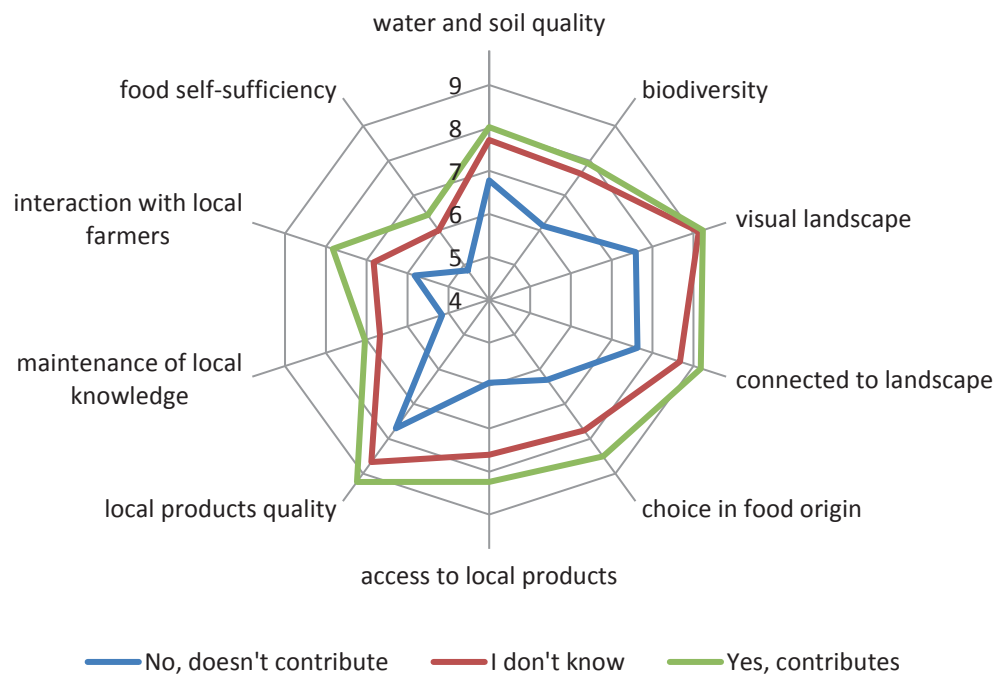 water and soil quality
food self-sufficiency
biodiversity
9
8
7
6
5
4
interaction with local
farmers
visual landscape
maintenance of local
knowledge
connected to landscape
local products quality
choice in food origin
access to local products
No, doesn't contribute
I don't know
Yes, contributes